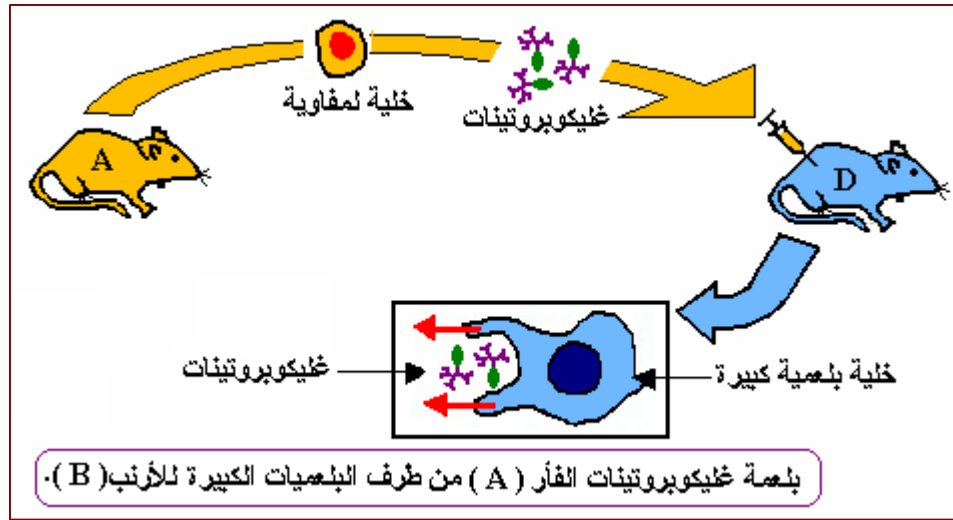 خلية لمفاوية
غليكوبروتينات
A
D
غليكوبروتينات
خلية بلعمية كبيرة
بلعمة غليكوبروتينات الفأر ( A ) من طرف البلعميات الكبيرة للأرنب( B ).